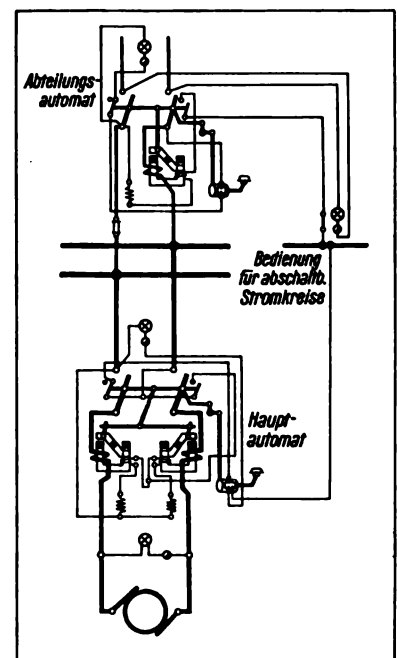 Abteilungs-
automat
Bedienung
für abschaltb.
Stromkreise
Haupt-
automat